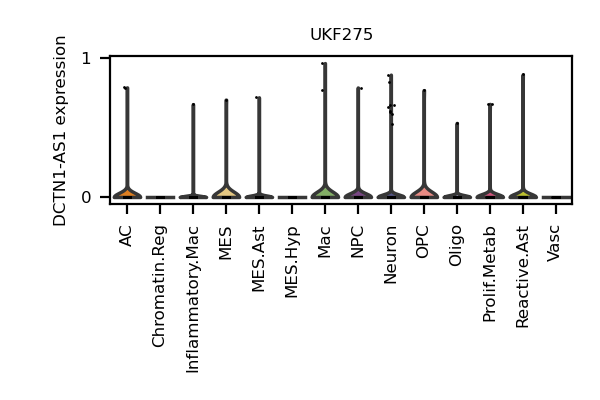 UKF275
DCTN1-AS1 expression
1
0
AC
Chromatin.Reg
Inflammatory.Mac
MES
MES.Ast
MES.Hyp
Mac
NPC
Neuron
OPC
Oligo
Prolif.Metab
Reactive.Ast
Vasc